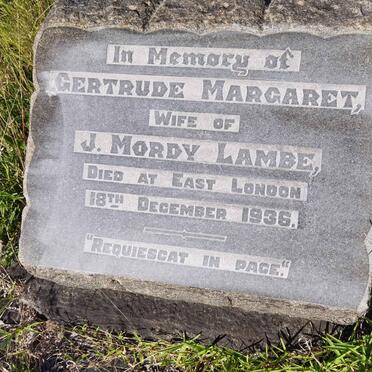 In Memory of
GERTRUDE MARGARET,
WIFE OF
J. MORDY LAMBE,
DIED AT EAST LONDON
18TH DECEMBER 1936.
"REQUIESCAT IN PACE."